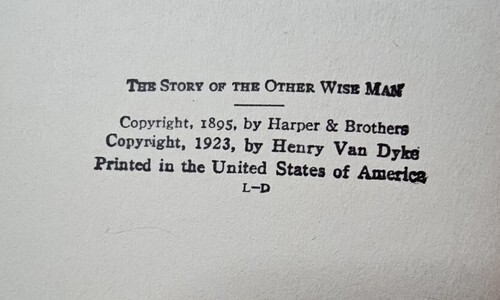 THE STORY OF THE OTHER WISE MAN
Copyright, 1895, by Harper & Brothers
Copyright, 1923, by Henry Van Dyke
Printed in the United States of America
L–D